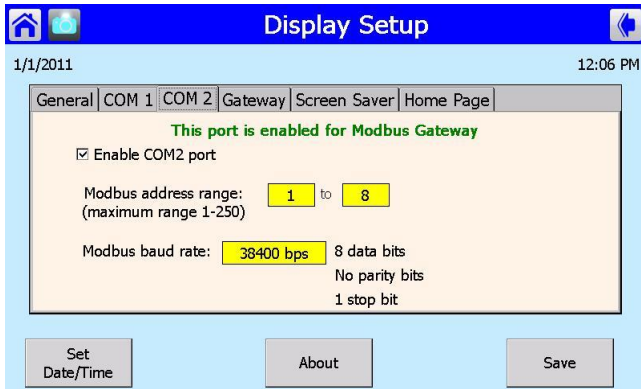 Display Setup
1/1/2011 12:06 PM
General COM 1 COM 2 Gateway Screen Saver Home Page
This port is enabled for Modbus Gateway
Enable COM2 port
Modbus address range: 1 to 8
(maximum range 1-250)
Modbus baud rate: 38400 bps 8 data bits
No parity bits
1 stop bit
Set
Date/Time
About
Save